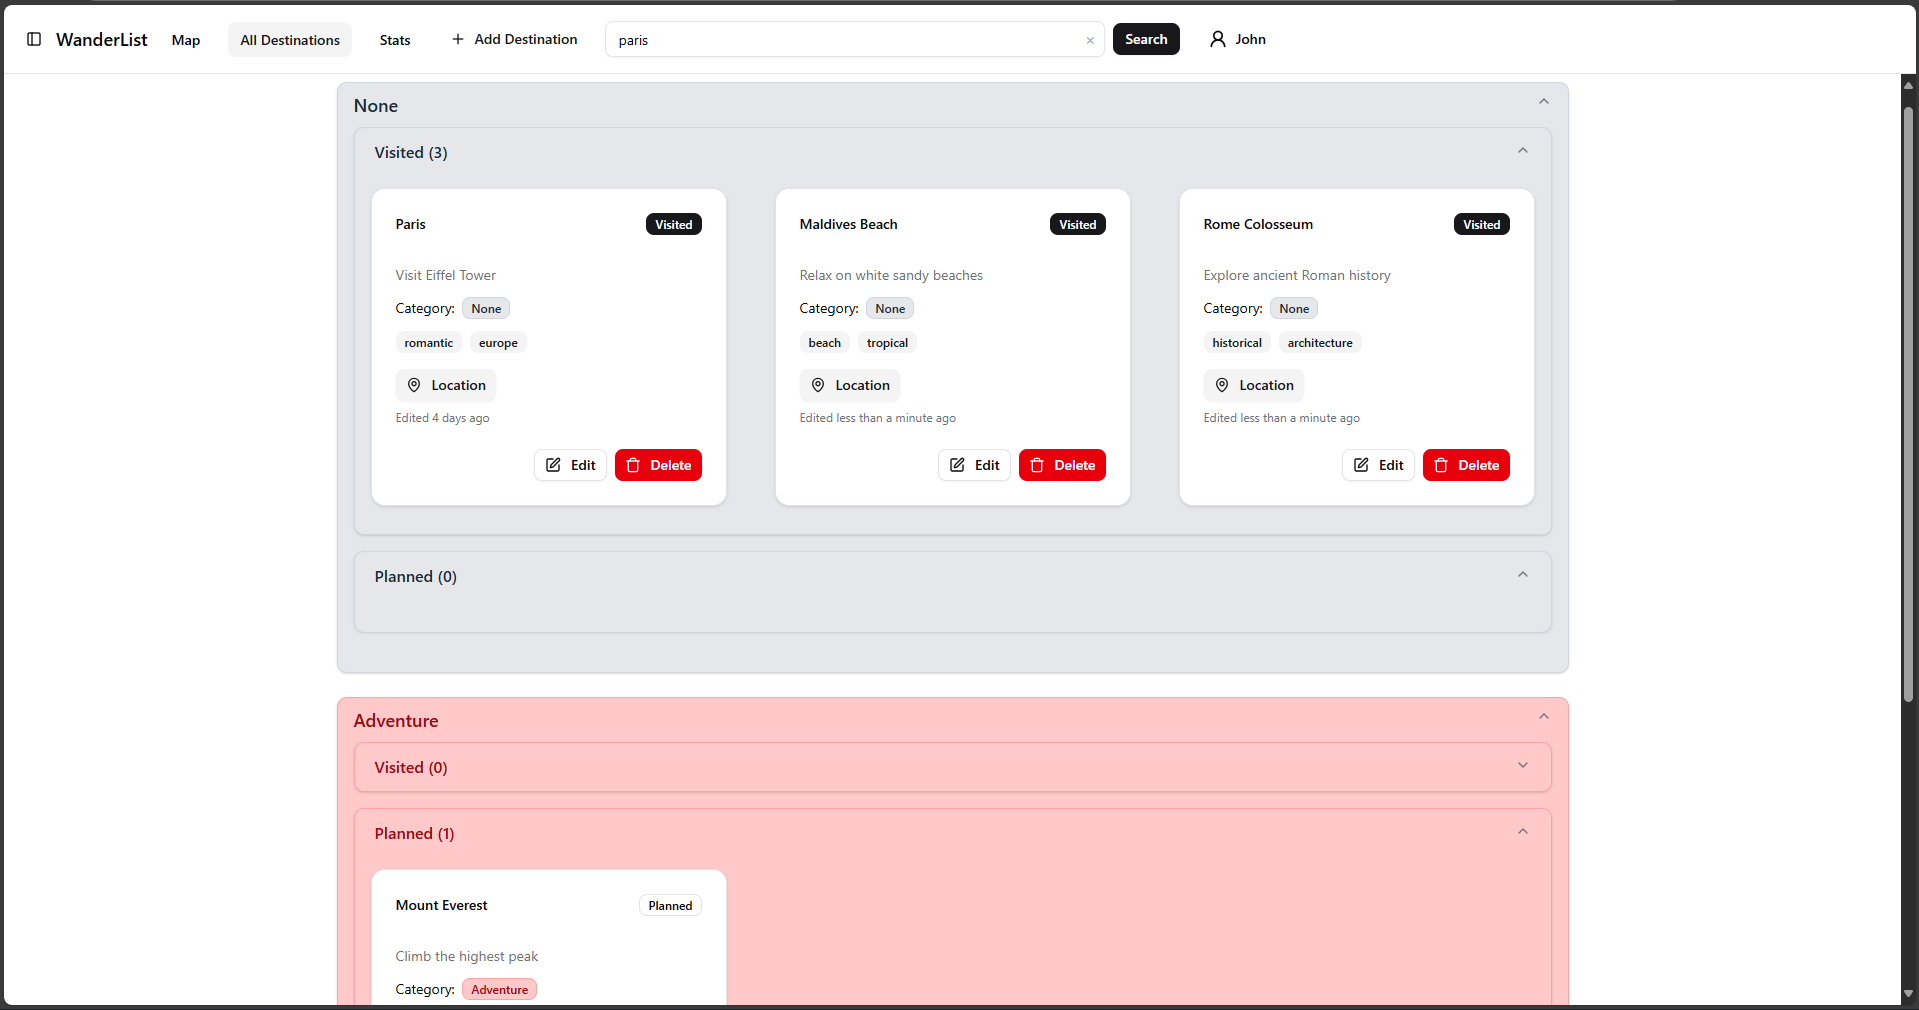 WanderList Map All Destinations Stats + Add Destination paris × Search John
None
Visited (3)
Paris Visited
Visit Eiffel Tower
Category: None
romantic europe
Location
Edited 4 days ago
Edit Delete
Maldives Beach Visited
Relax on white sandy beaches
Category: None
beach tropical
Location
Edited less than a minute ago
Edit Delete
Rome Colosseum Visited
Explore ancient Roman history
Category: None
historical architecture
Location
Edited less than a minute ago
Edit Delete
Planned (0)
Adventure
Visited (0)
Planned (1)
Mount Everest Planned
Climb the highest peak
Category: Adventure